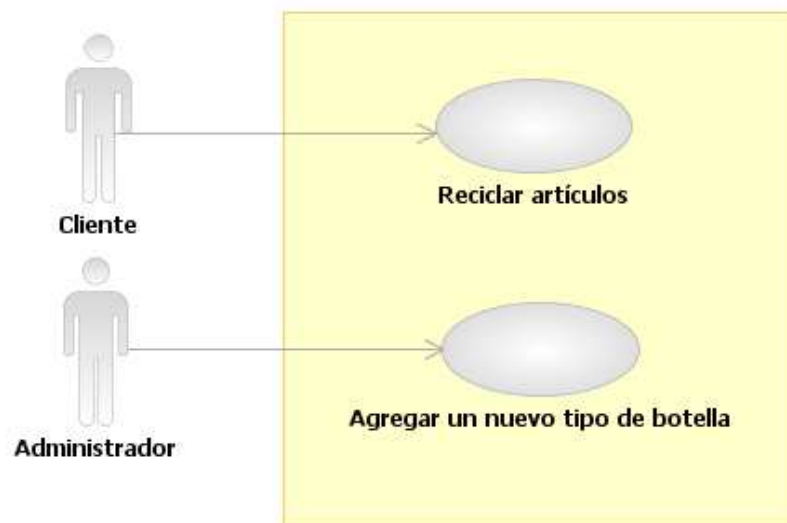 Reciclar artículos
Cliente
Agregar un nuevo tipo de botella
Administrador